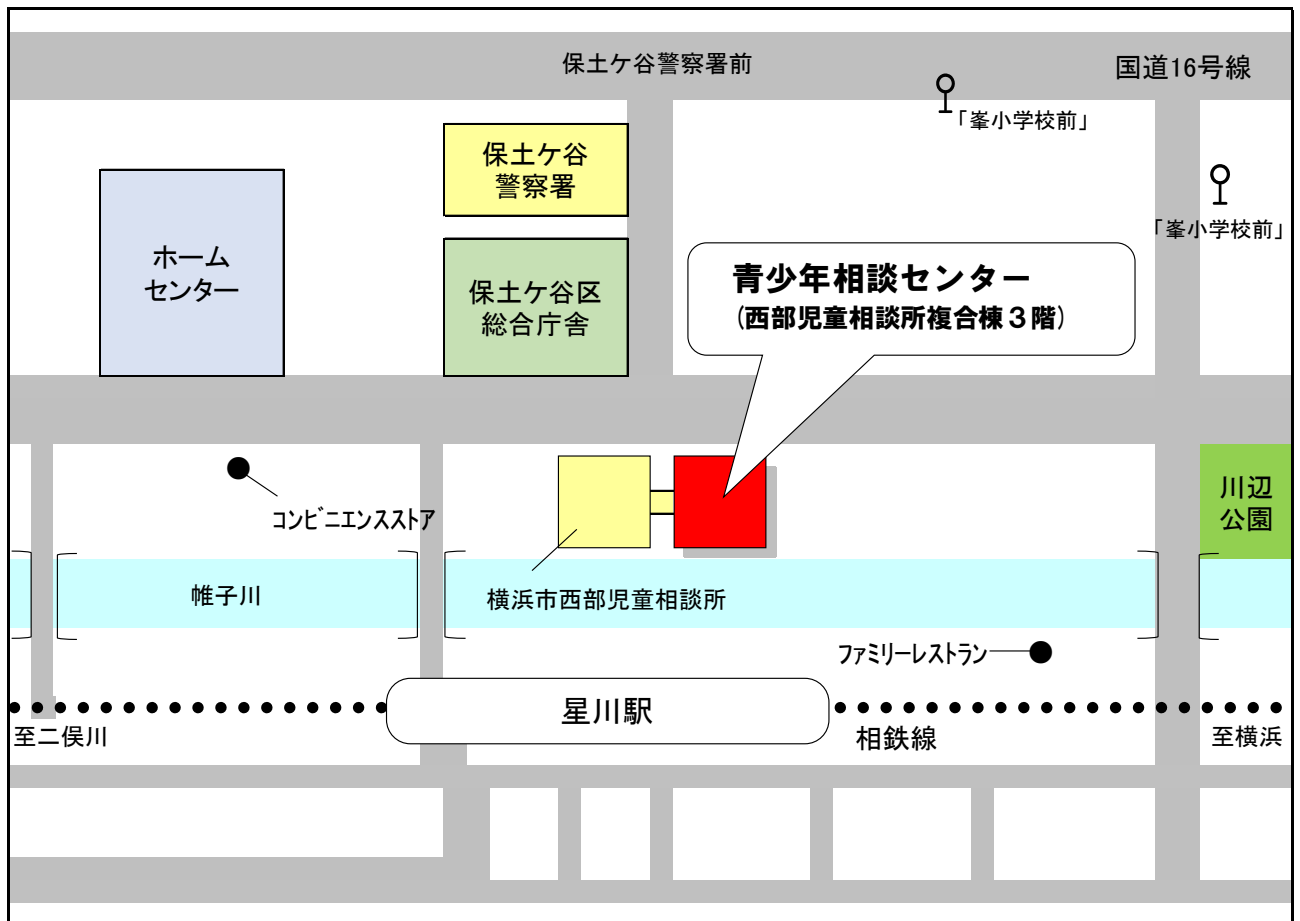 保土ケ谷警察署前
国道16号線
「峯小学校前」
保土ケ谷
警察署
「峯小学校前」
ホーム
センター
保土ケ谷区
総合庁舎
青少年相談センター
(西部児童相談所複合棟３階)
コンビニエンスストア
川辺
公園
帷子川
横浜市西部児童相談所
ファミリーレストラン
星川駅
至二俣川
相鉄線
至横浜